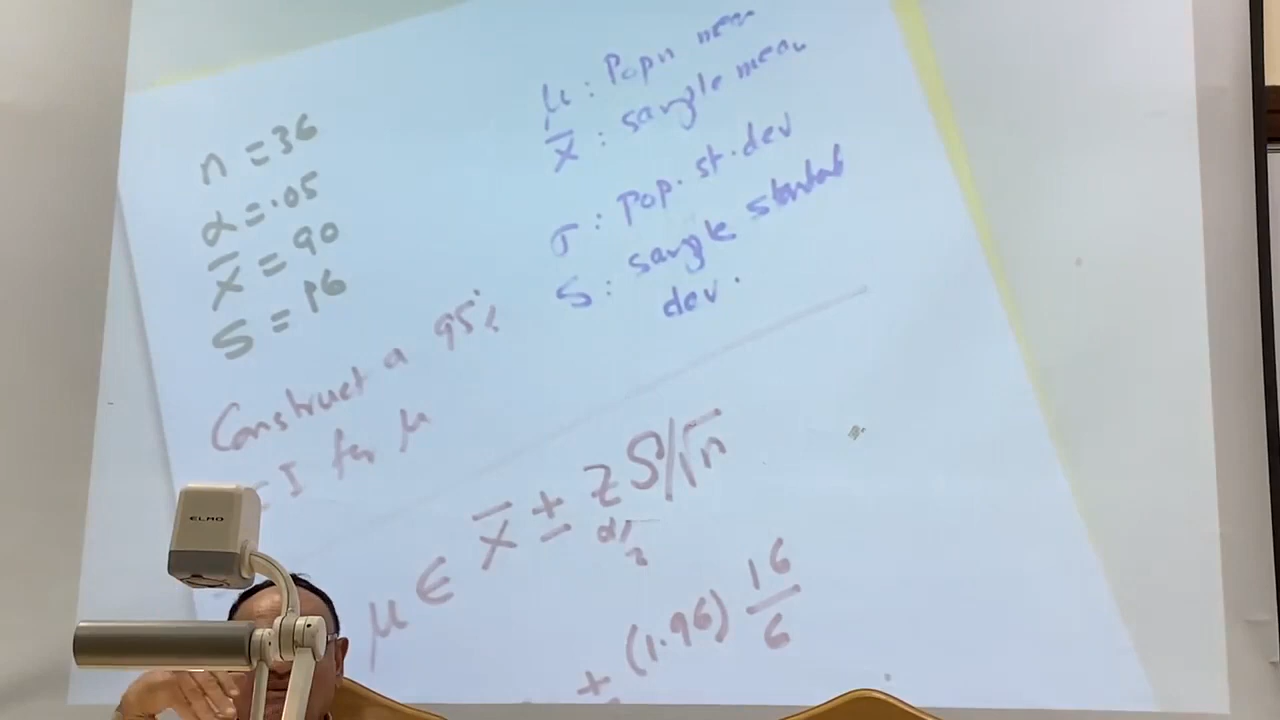 n = 36
α = .05
x̄ = 90
S = 16
μ : Popn mean
x̄ : sample mean
σ : pop. st. dev
S : sample standard
dev.
Construct a 95%
CI for μ
μ ∈ x̄ ± z α/2 S/√n
± (1.96) 16/6
ELMO